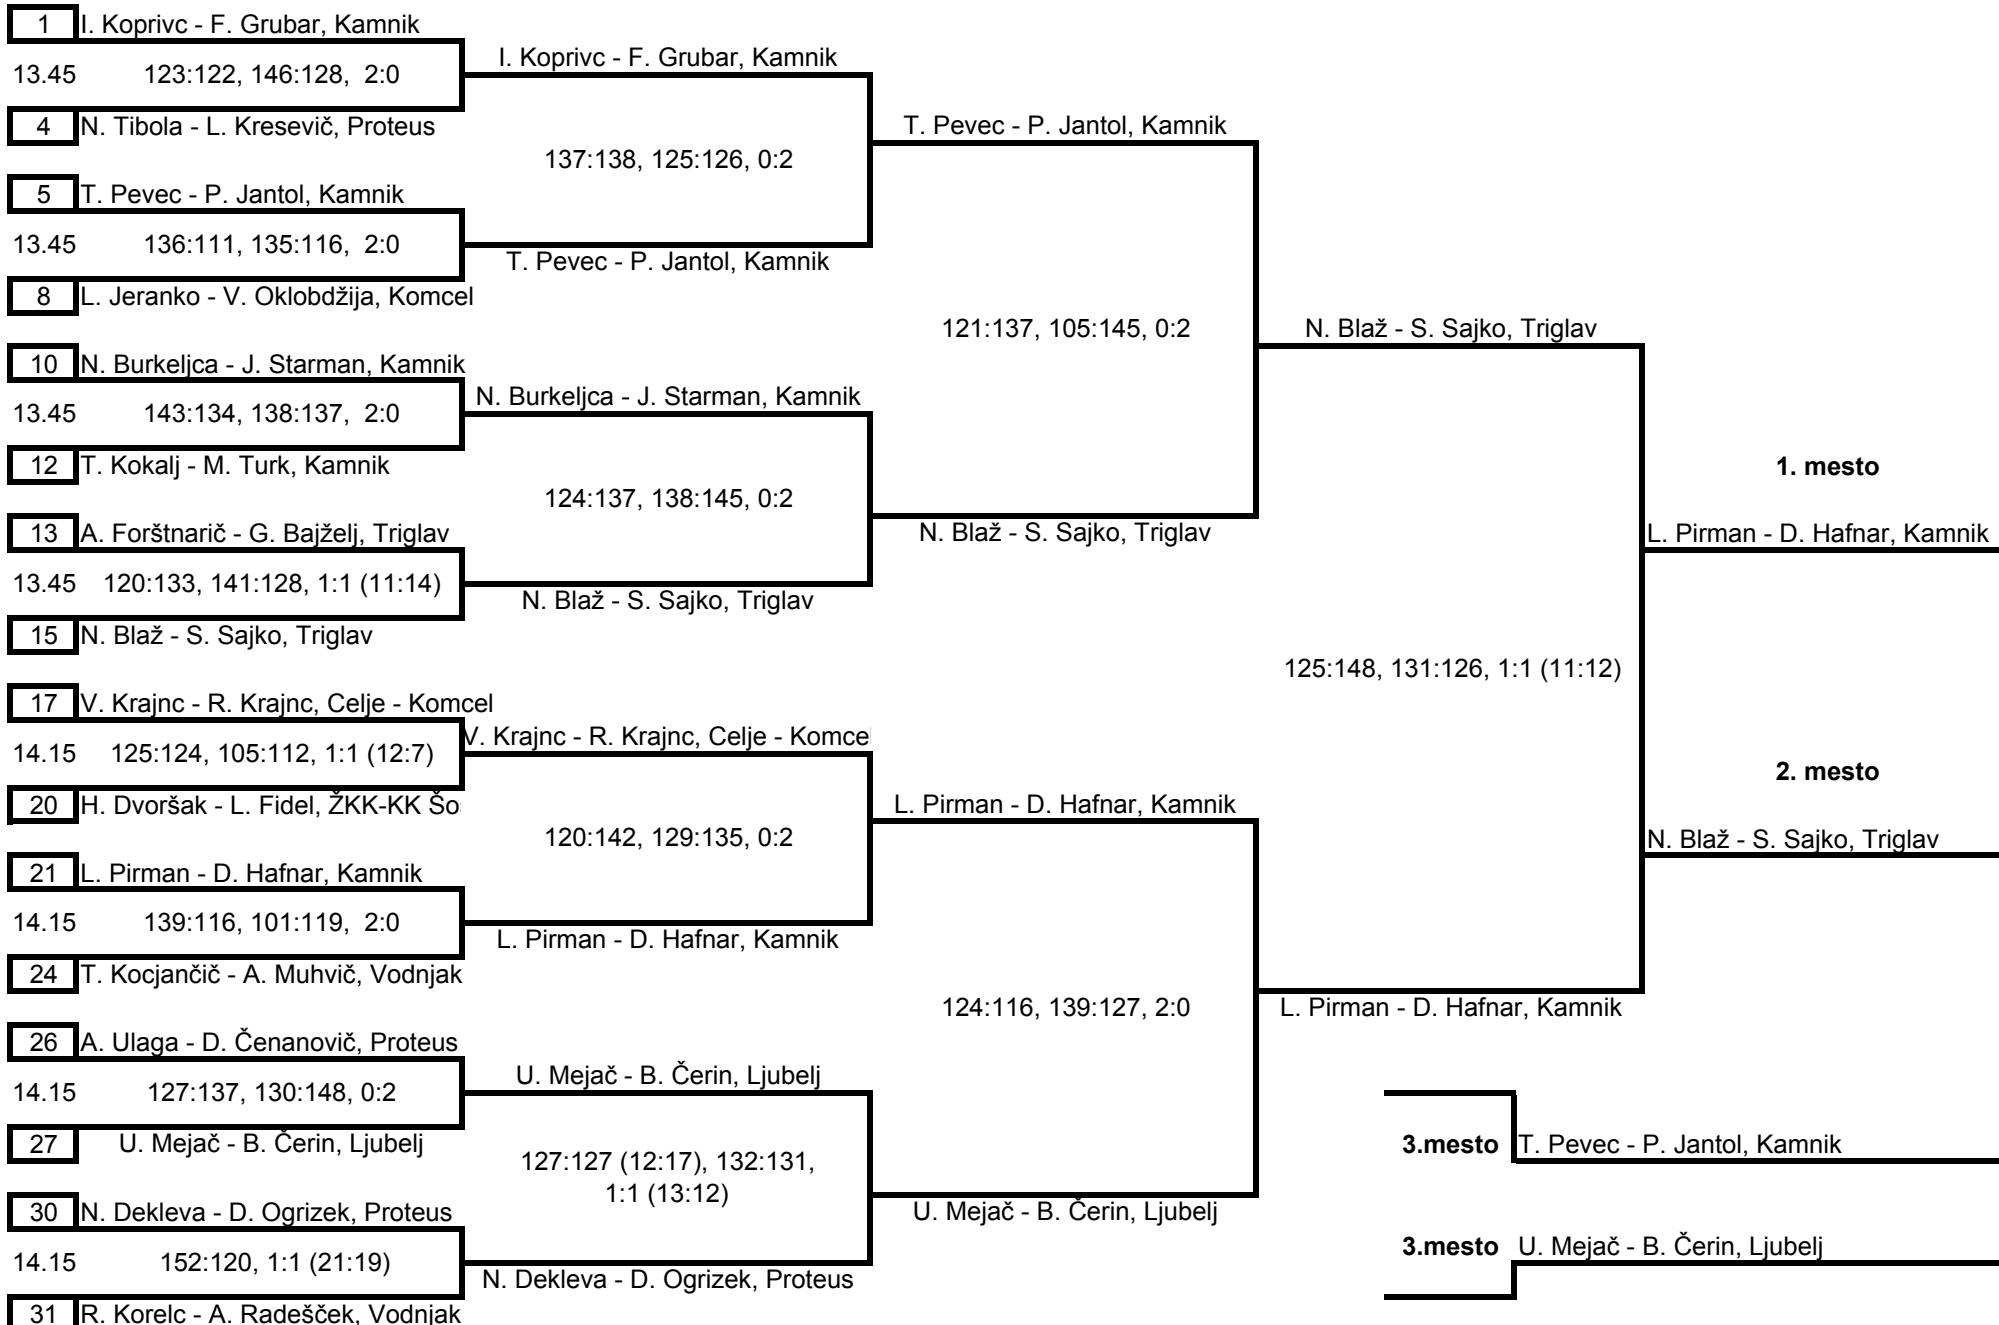 1 I. Koprivc - F. Grubar, Kamnik
13.45 123:122, 146:128, 2:0
4 N. Tibola - L. Kresevič, Proteus
5 T. Pevec - P. Jantol, Kamnik
13.45 136:111, 135:116, 2:0
8 L. Jeranko - V. Oklobdžija, Komcel
10 N. Burkeljca - J. Starman, Kamnik
13.45 143:134, 138:137, 2:0
12 T. Kokalj - M. Turk, Kamnik
13 A. Forštnarič - G. Bajželj, Triglav
13.45 120:133, 141:128, 1:1 (11:14)
15 N. Blaž - S. Sajko, Triglav
17 V. Krajnc - R. Krajnc, Celje - Komcel
14.15 125:124, 105:112, 1:1 (12:7)
20 H. Dvoršak - L. Fidel, ŽKK-KK Šo
21 L. Pirman - D. Hafnar, Kamnik
14.15 139:116, 101:119, 2:0
24 T. Kocjančič - A. Muhvič, Vodnjak
26 A. Ulaga - D. Čenanovič, Proteus
14.15 127:137, 130:148, 0:2
27 U. Mejač - B. Čerin, Ljubelj
30 N. Dekleva - D. Ogrizek, Proteus
14.15 152:120, 1:1 (21:19)
31 R. Korelc - A. Radešček, Vodnjak
I. Koprivc - F. Grubar, Kamnik
137:138, 125:126, 0:2
T. Pevec - P. Jantol, Kamnik
N. Burkeljca - J. Starman, Kamnik
124:137, 138:145, 0:2
N. Blaž - S. Sajko, Triglav
V. Krajnc - R. Krajnc, Celje - Komcel
120:142, 129:135, 0:2
L. Pirman - D. Hafnar, Kamnik
U. Mejač - B. Čerin, Ljubelj
127:127 (12:17), 132:131,
1:1 (13:12)
N. Dekleva - D. Ogrizek, Proteus
T. Pevec - P. Jantol, Kamnik
121:137, 105:145, 0:2
N. Blaž - S. Sajko, Triglav
L. Pirman - D. Hafnar, Kamnik
124:116, 139:127, 2:0
U. Mejač - B. Čerin, Ljubelj
N. Blaž - S. Sajko, Triglav
125:148, 131:126, 1:1 (11:12)
L. Pirman - D. Hafnar, Kamnik
1. mesto
L. Pirman - D. Hafnar, Kamnik
2. mesto
N. Blaž - S. Sajko, Triglav
3.mesto T. Pevec - P. Jantol, Kamnik
3.mesto U. Mejač - B. Čerin, Ljubelj